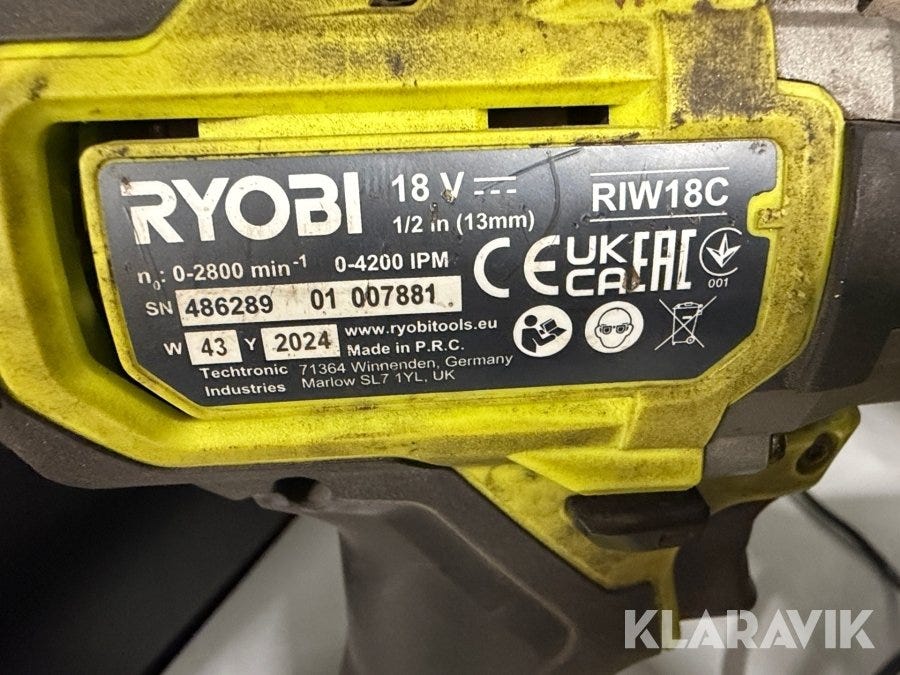 RYOBI 18 V RIW18C
1/2 in (13mm)
n₀: 0-2800 min⁻¹ 0-4200 IPM
CE UKCA EAC
001
SN 486289 01 007881
W 43 Y 2024 www.ryobitools.eu
Made in P.R.C.
Techtronic 71364 Winnenden, Germany
Industries Marlow SL7 1YL, UK
KLARAVIK